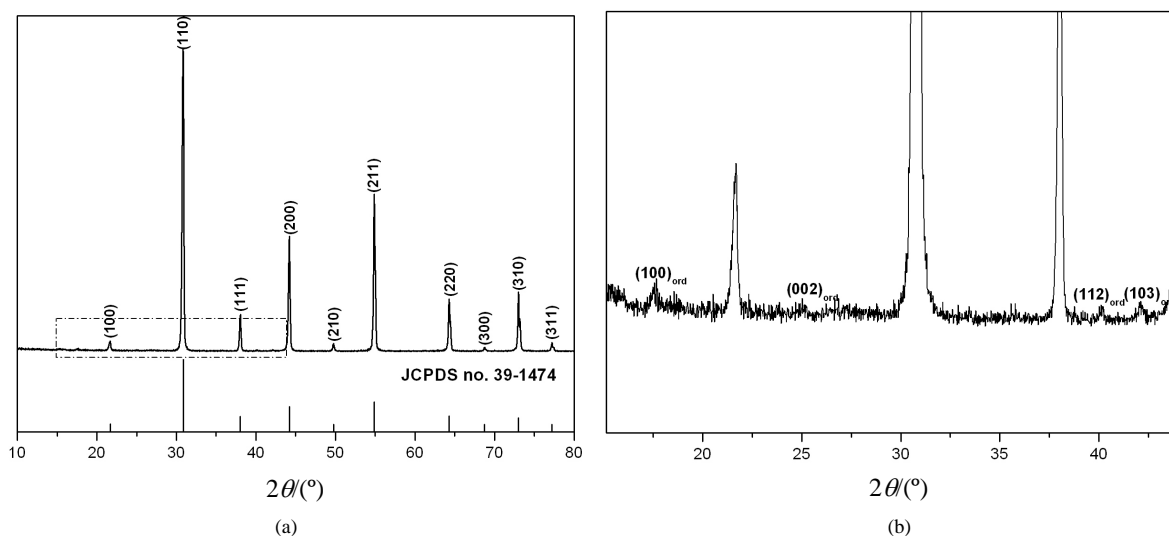 (110)
(211)
(200)
(111)
(220)
(310)
(100)
(210)
(300)
(311)
JCPDS no. 39-1474
10 20 30 40 50 60 70 80
2θ/(º)
(a)
(100)ord
(002)ord
(112)ord
(103)or
20 25 30 35 40
2θ/(º)
(b)